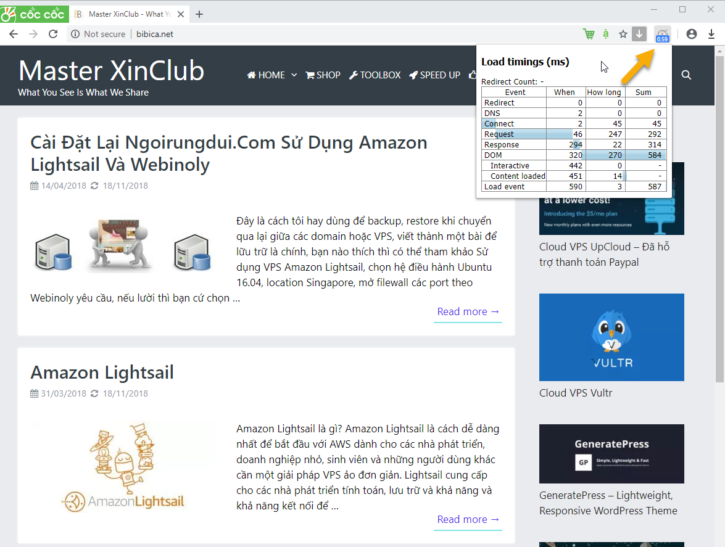 cốc cốc
Master XinClub - What Y
Not secure
bibica.net
0.59
Master XinClub
What You See Is What We Share
HOME
SHOP
TOOLBOX
SPEED UP
Load timings (ms)
Redirect Count: -
Event When How long Sum
Redirect 0 0 0
DNS 2 0 0
Connect 2 45 45
Request 46 247 292
Response 294 22 314
DOM 320 270 584
Interactive 442 0 -
Content loaded 451 14 -
Load event 590 3 587
Cài Đặt Lại Ngoirungdui.Com Sử Dụng Amazon
Lightsail Và Webinoly
14/04/2018 18/11/2018
Đây là cách tôi hay dùng để backup, restore khi chuyển
qua lại giữa các domain hoặc VPS, viết thành một bài để
lữu trữ là chính, bạn nào thích thì có thể tham khảo Sử
dụng VPS Amazon Lightsail, chọn hệ điều hành Ubuntu
16.04, location Singapore, mở filewall các port theo
Webinoly yêu cầu, nếu lười thì bạn cứ chọn ...
Read more →
Amazon Lightsail
31/03/2018 18/11/2018
AmazonLightsail
Amazon Lightsail là gì? Amazon Lightsail là cách dễ dàng
nhất để bắt đầu với AWS dành cho các nhà phát triển,
doanh nghiệp nhỏ, sinh viên và những người dùng khác
cần một giải pháp VPS ảo đơn giản. Lightsail cung cấp
cho các nhà phát triển tính toán, lưu trữ và khả năng và
khả năng kết nối để ...
Read more →
at a lower cost!
Introducing the $5/mo plan
New monthly plans with even more resources
Cloud VPS UpCloud – Đã hỗ
trợ thanh toán Paypal
VULTR
Cloud VPS Vultr
GeneratePress
GP
Simple, Lightweight & Fast
GeneratePress – Lightweight,
Responsive WordPress Theme